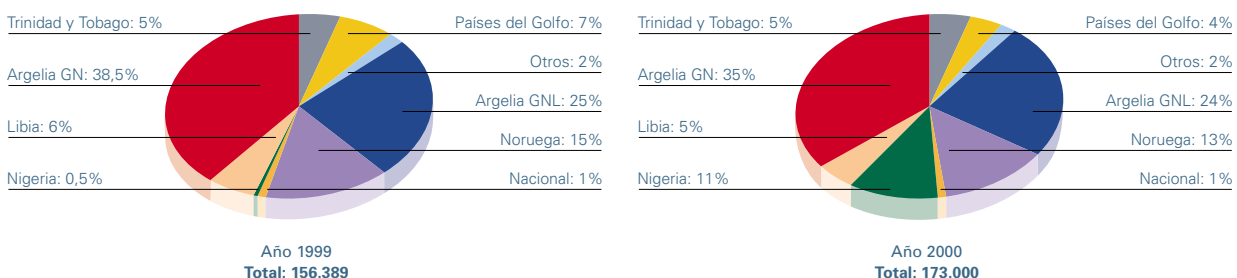 Trinidad y Tobago: 5%
Argelia GN: 38,5%
Libia: 6%
Nigeria: 0,5%
Países del Golfo: 7%
Otros: 2%
Argelia GNL: 25%
Noruega: 15%
Nacional: 1%
Año 1999
Total: 156.389
Trinidad y Tobago: 5%
Argelia GN: 35%
Libia: 5%
Nigeria: 11%
Países del Golfo: 4%
Otros: 2%
Argelia GNL: 24%
Noruega: 13%
Nacional: 1%
Año 2000
Total: 173.000